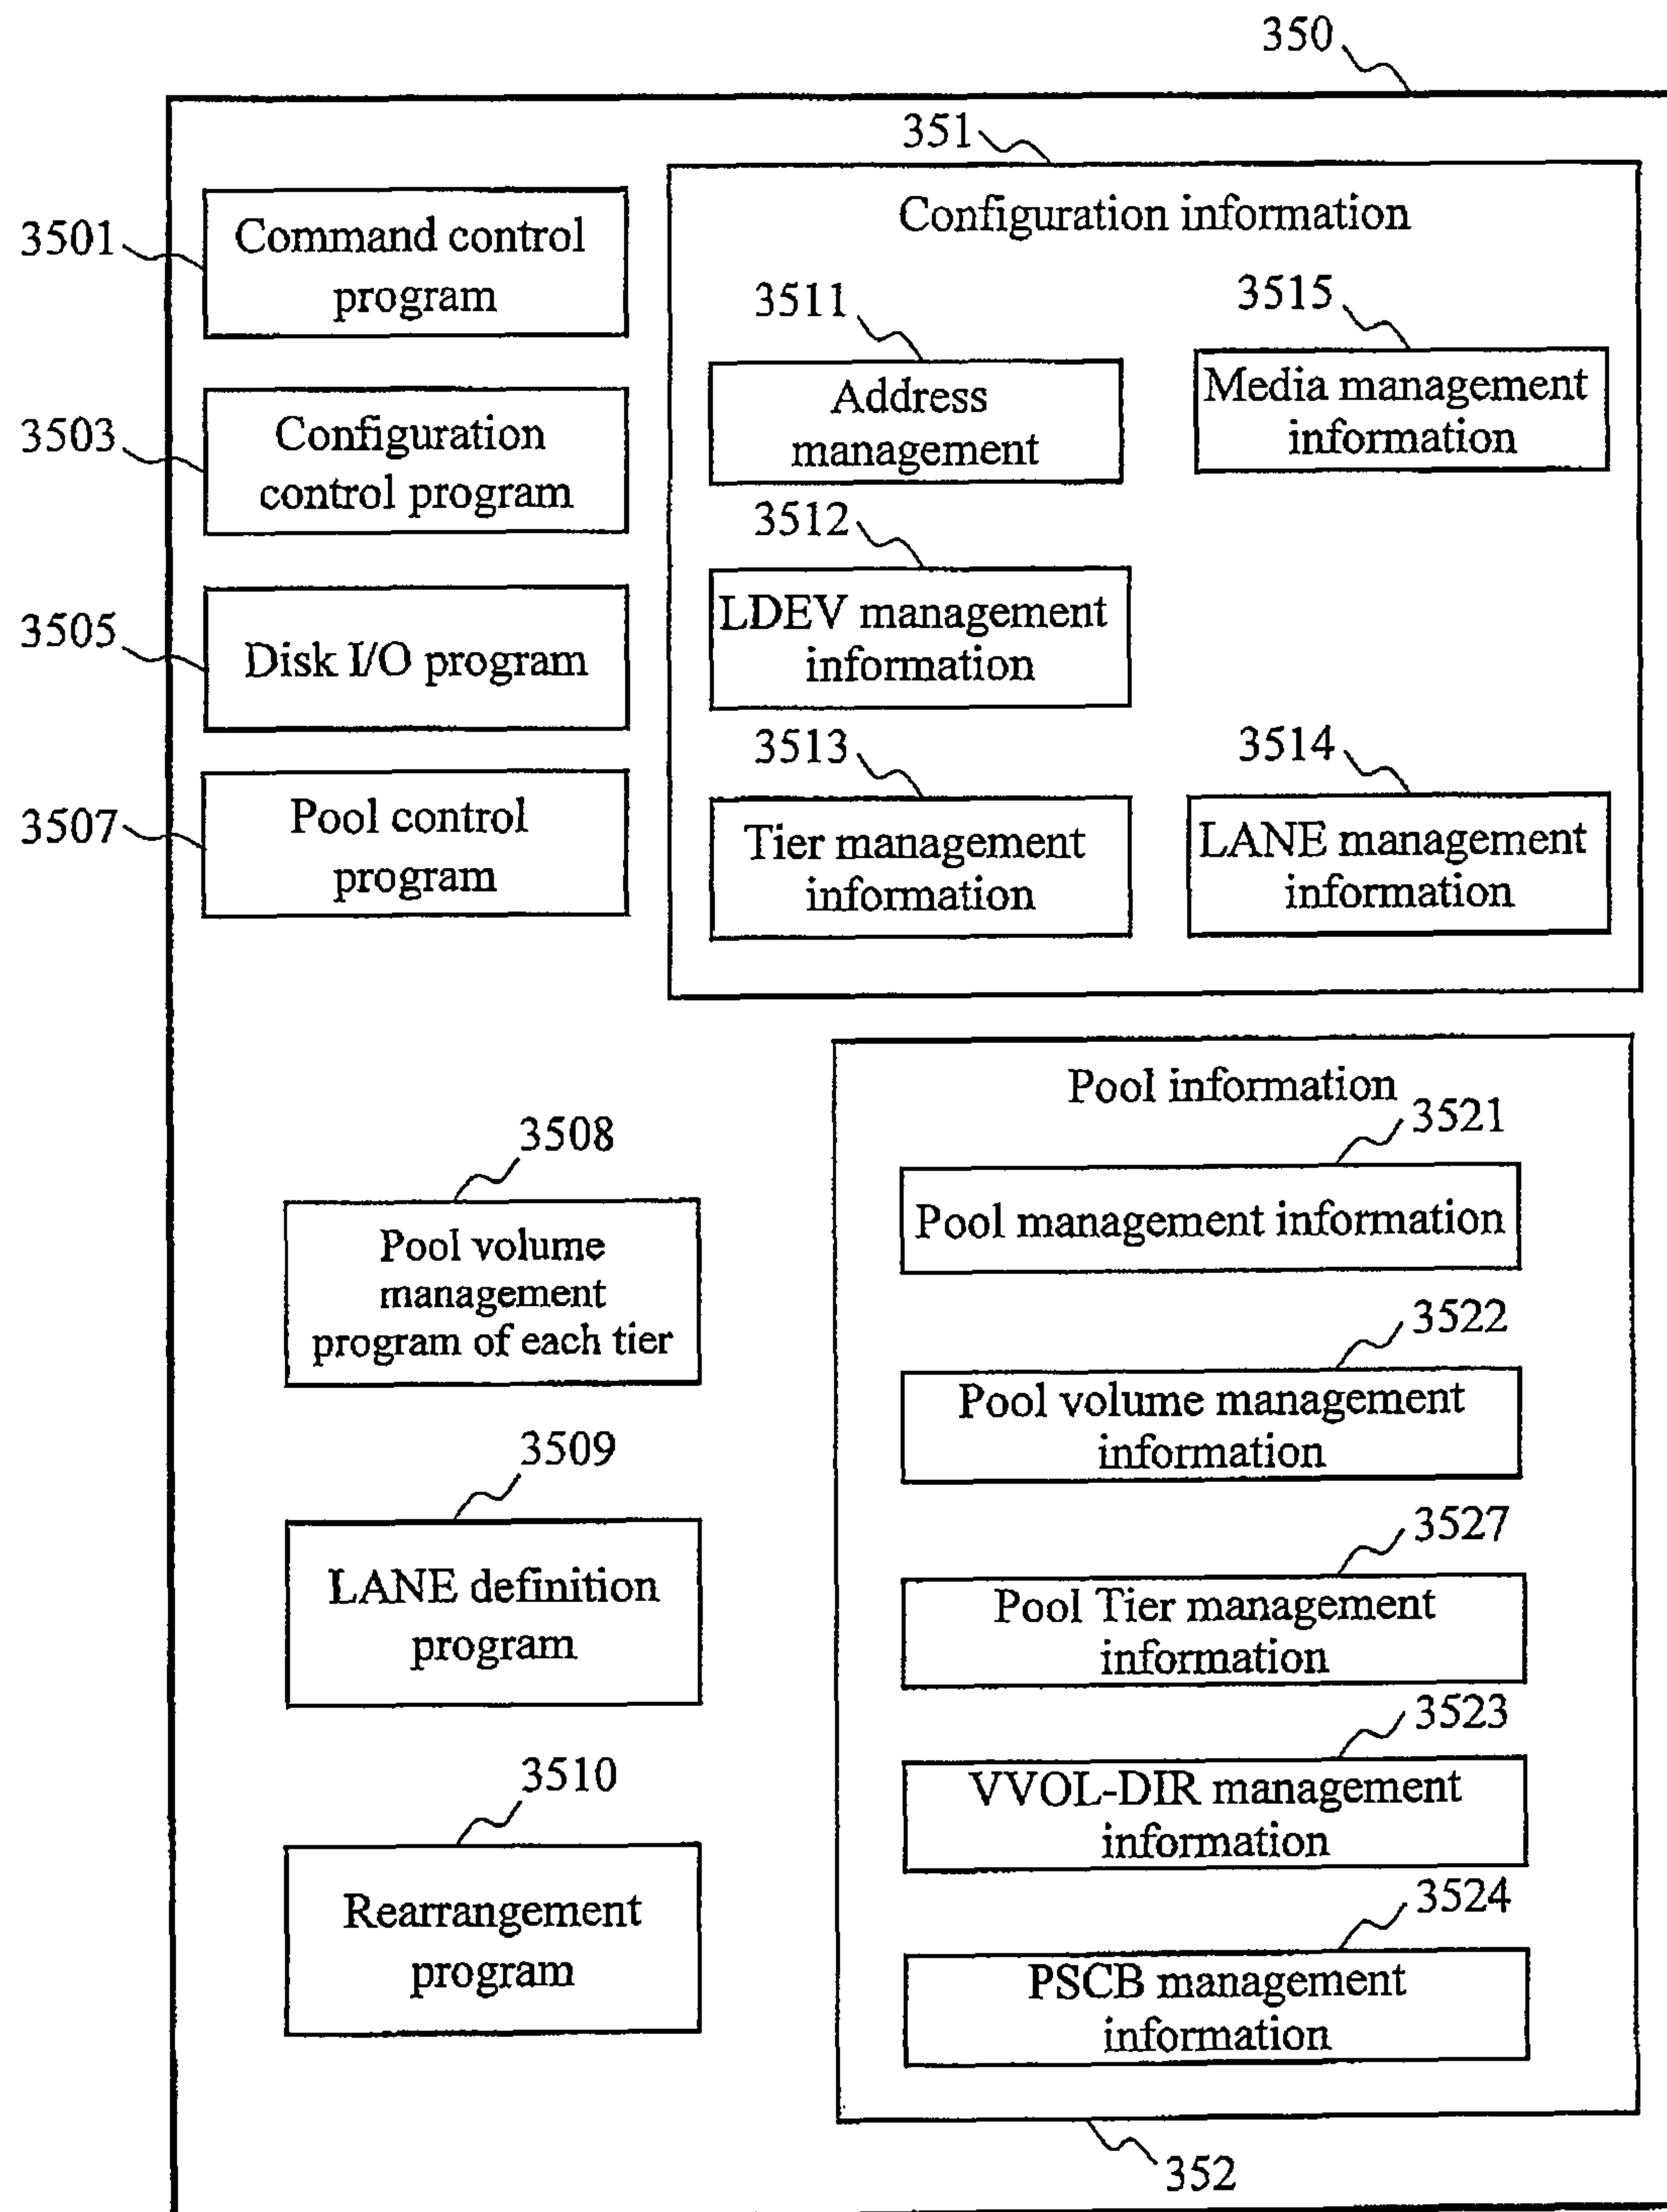 350
351
3501
Command control
program
3503
Configuration
control program
3505
Disk I/O program
3507
Pool control
program
Configuration information
3511
Address
management
3515
Media management
information
3512
LDEV management
information
3513
Tier management
information
3514
LANE management
information
3508
Pool volume
management
program of each tier
3509
LANE definition
program
3510
Rearrangement
program
Pool information
3521
Pool management information
3522
Pool volume management
information
3527
Pool Tier management
information
3523
VVOL-DIR management
information
3524
PSCB management
information
352